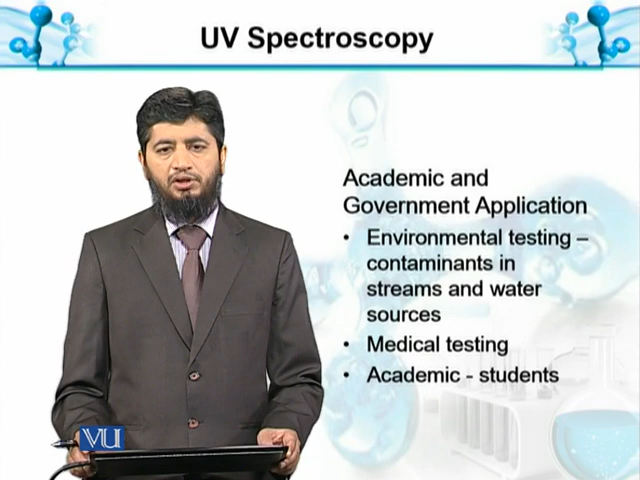 UV Spectroscopy
Academic and
Government Application
• Environmental testing –
contaminants in
streams and water
sources
• Medical testing
• Academic - students
VU